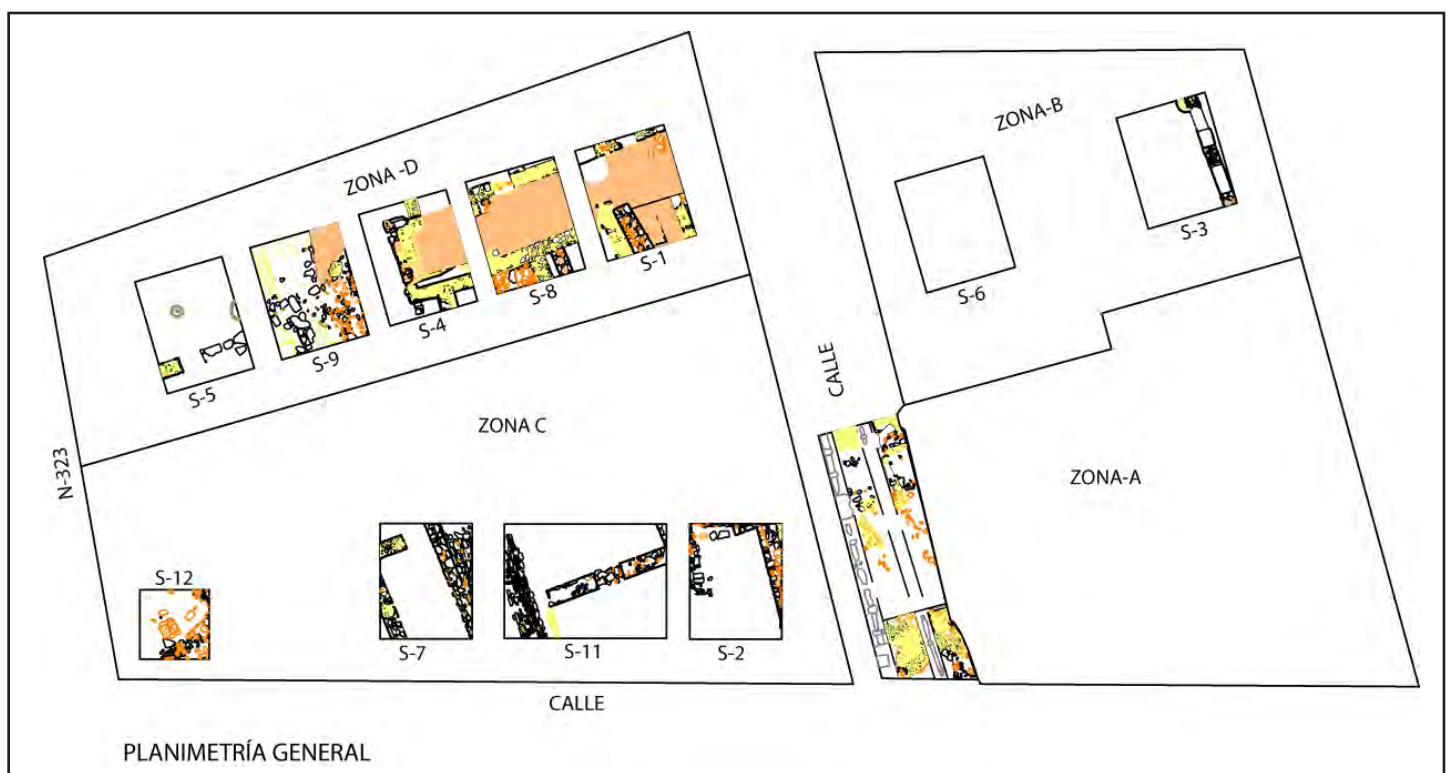 ZONA -D
ZONA-B
S-3
S-1
S-8
S-6
S-4
S-9
S-5
CALLE
ZONA C
N-323
ZONA-A
S-12
S-7
S-11
S-2
CALLE
PLANIMETRÍA GENERAL